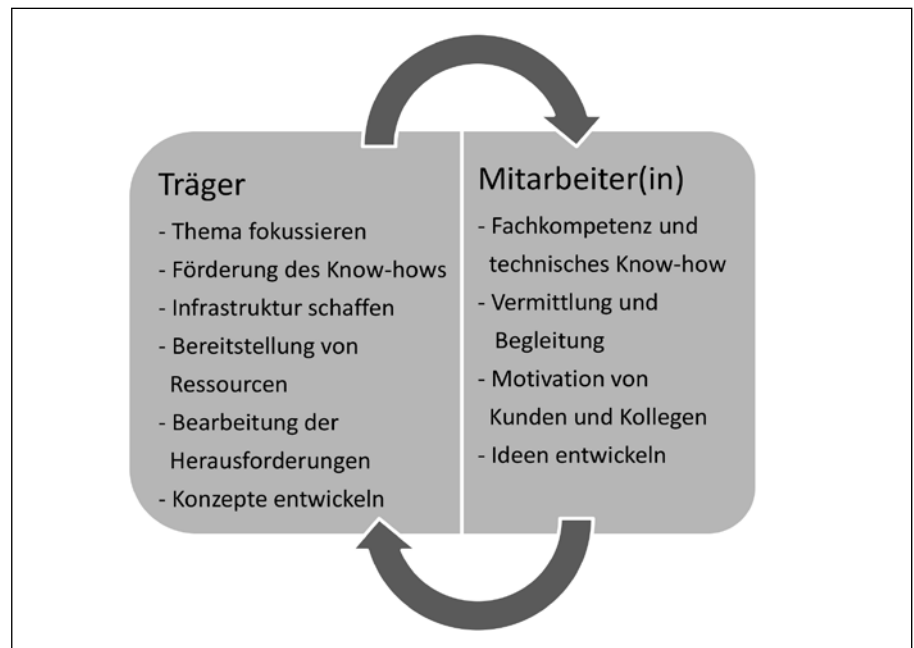 Träger
- Thema fokussieren
- Förderung des Know-hows
- Infrastruktur schaffen
- Bereitstellung von
Ressourcen
- Bearbeitung der
Herausforderungen
- Konzepte entwickeln
Mitarbeiter(in)
- Fachkompetenz und
technisches Know-how
- Vermittlung und
Begleitung
- Motivation von
Kunden und Kollegen
- Ideen entwickeln